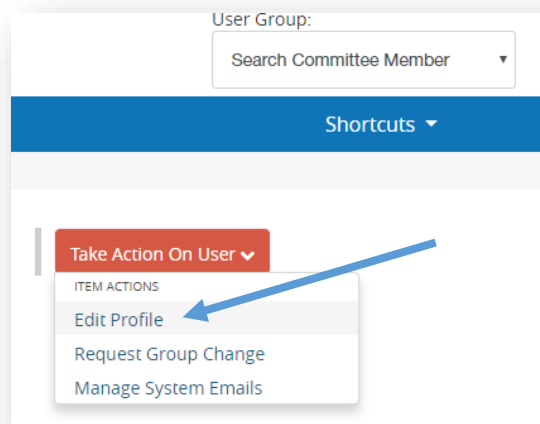 User Group:
Search Committee Member
Shortcuts
Take Action On User
ITEM ACTIONS
Edit Profile
Request Group Change
Manage System Emails